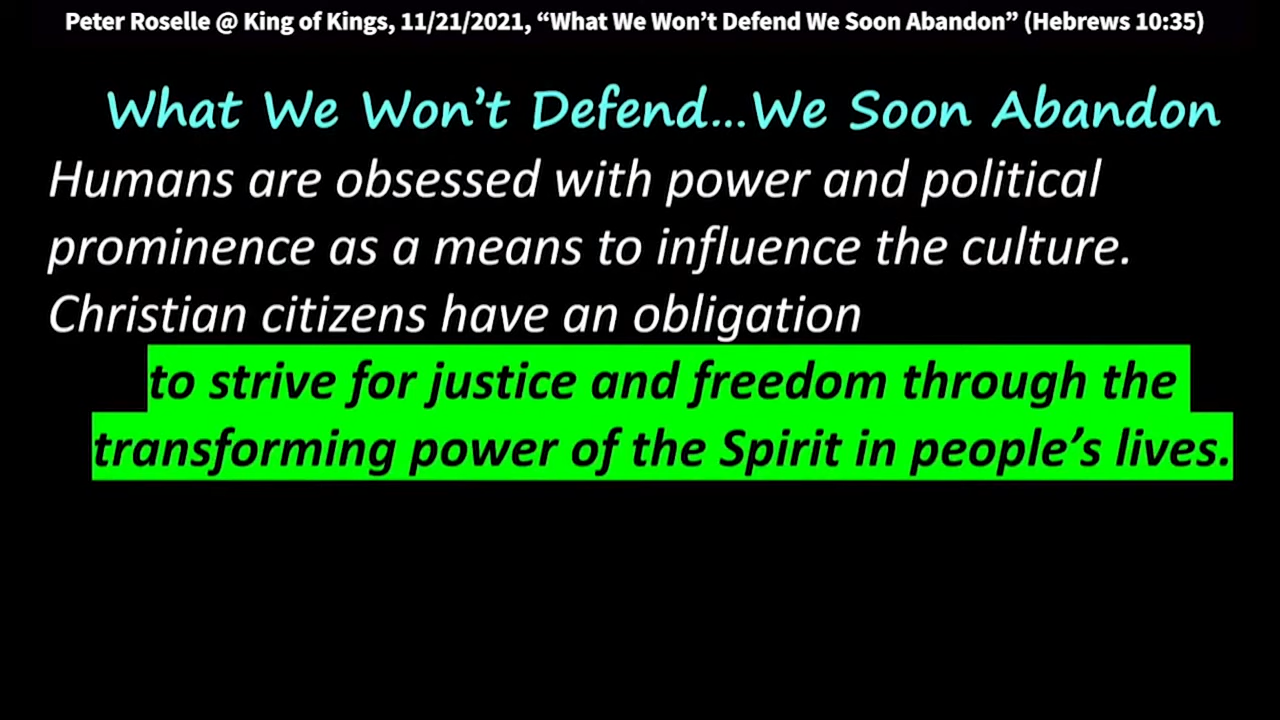 Peter Roselle @ King of Kings, 11/21/2021, “What We Won’t Defend We Soon Abandon” (Hebrews 10:35)
What We Won’t Defend...We Soon Abandon
Humans are obsessed with power and political
prominence as a means to influence the culture.
Christian citizens have an obligation
to strive for justice and freedom through the
transforming power of the Spirit in people’s lives.